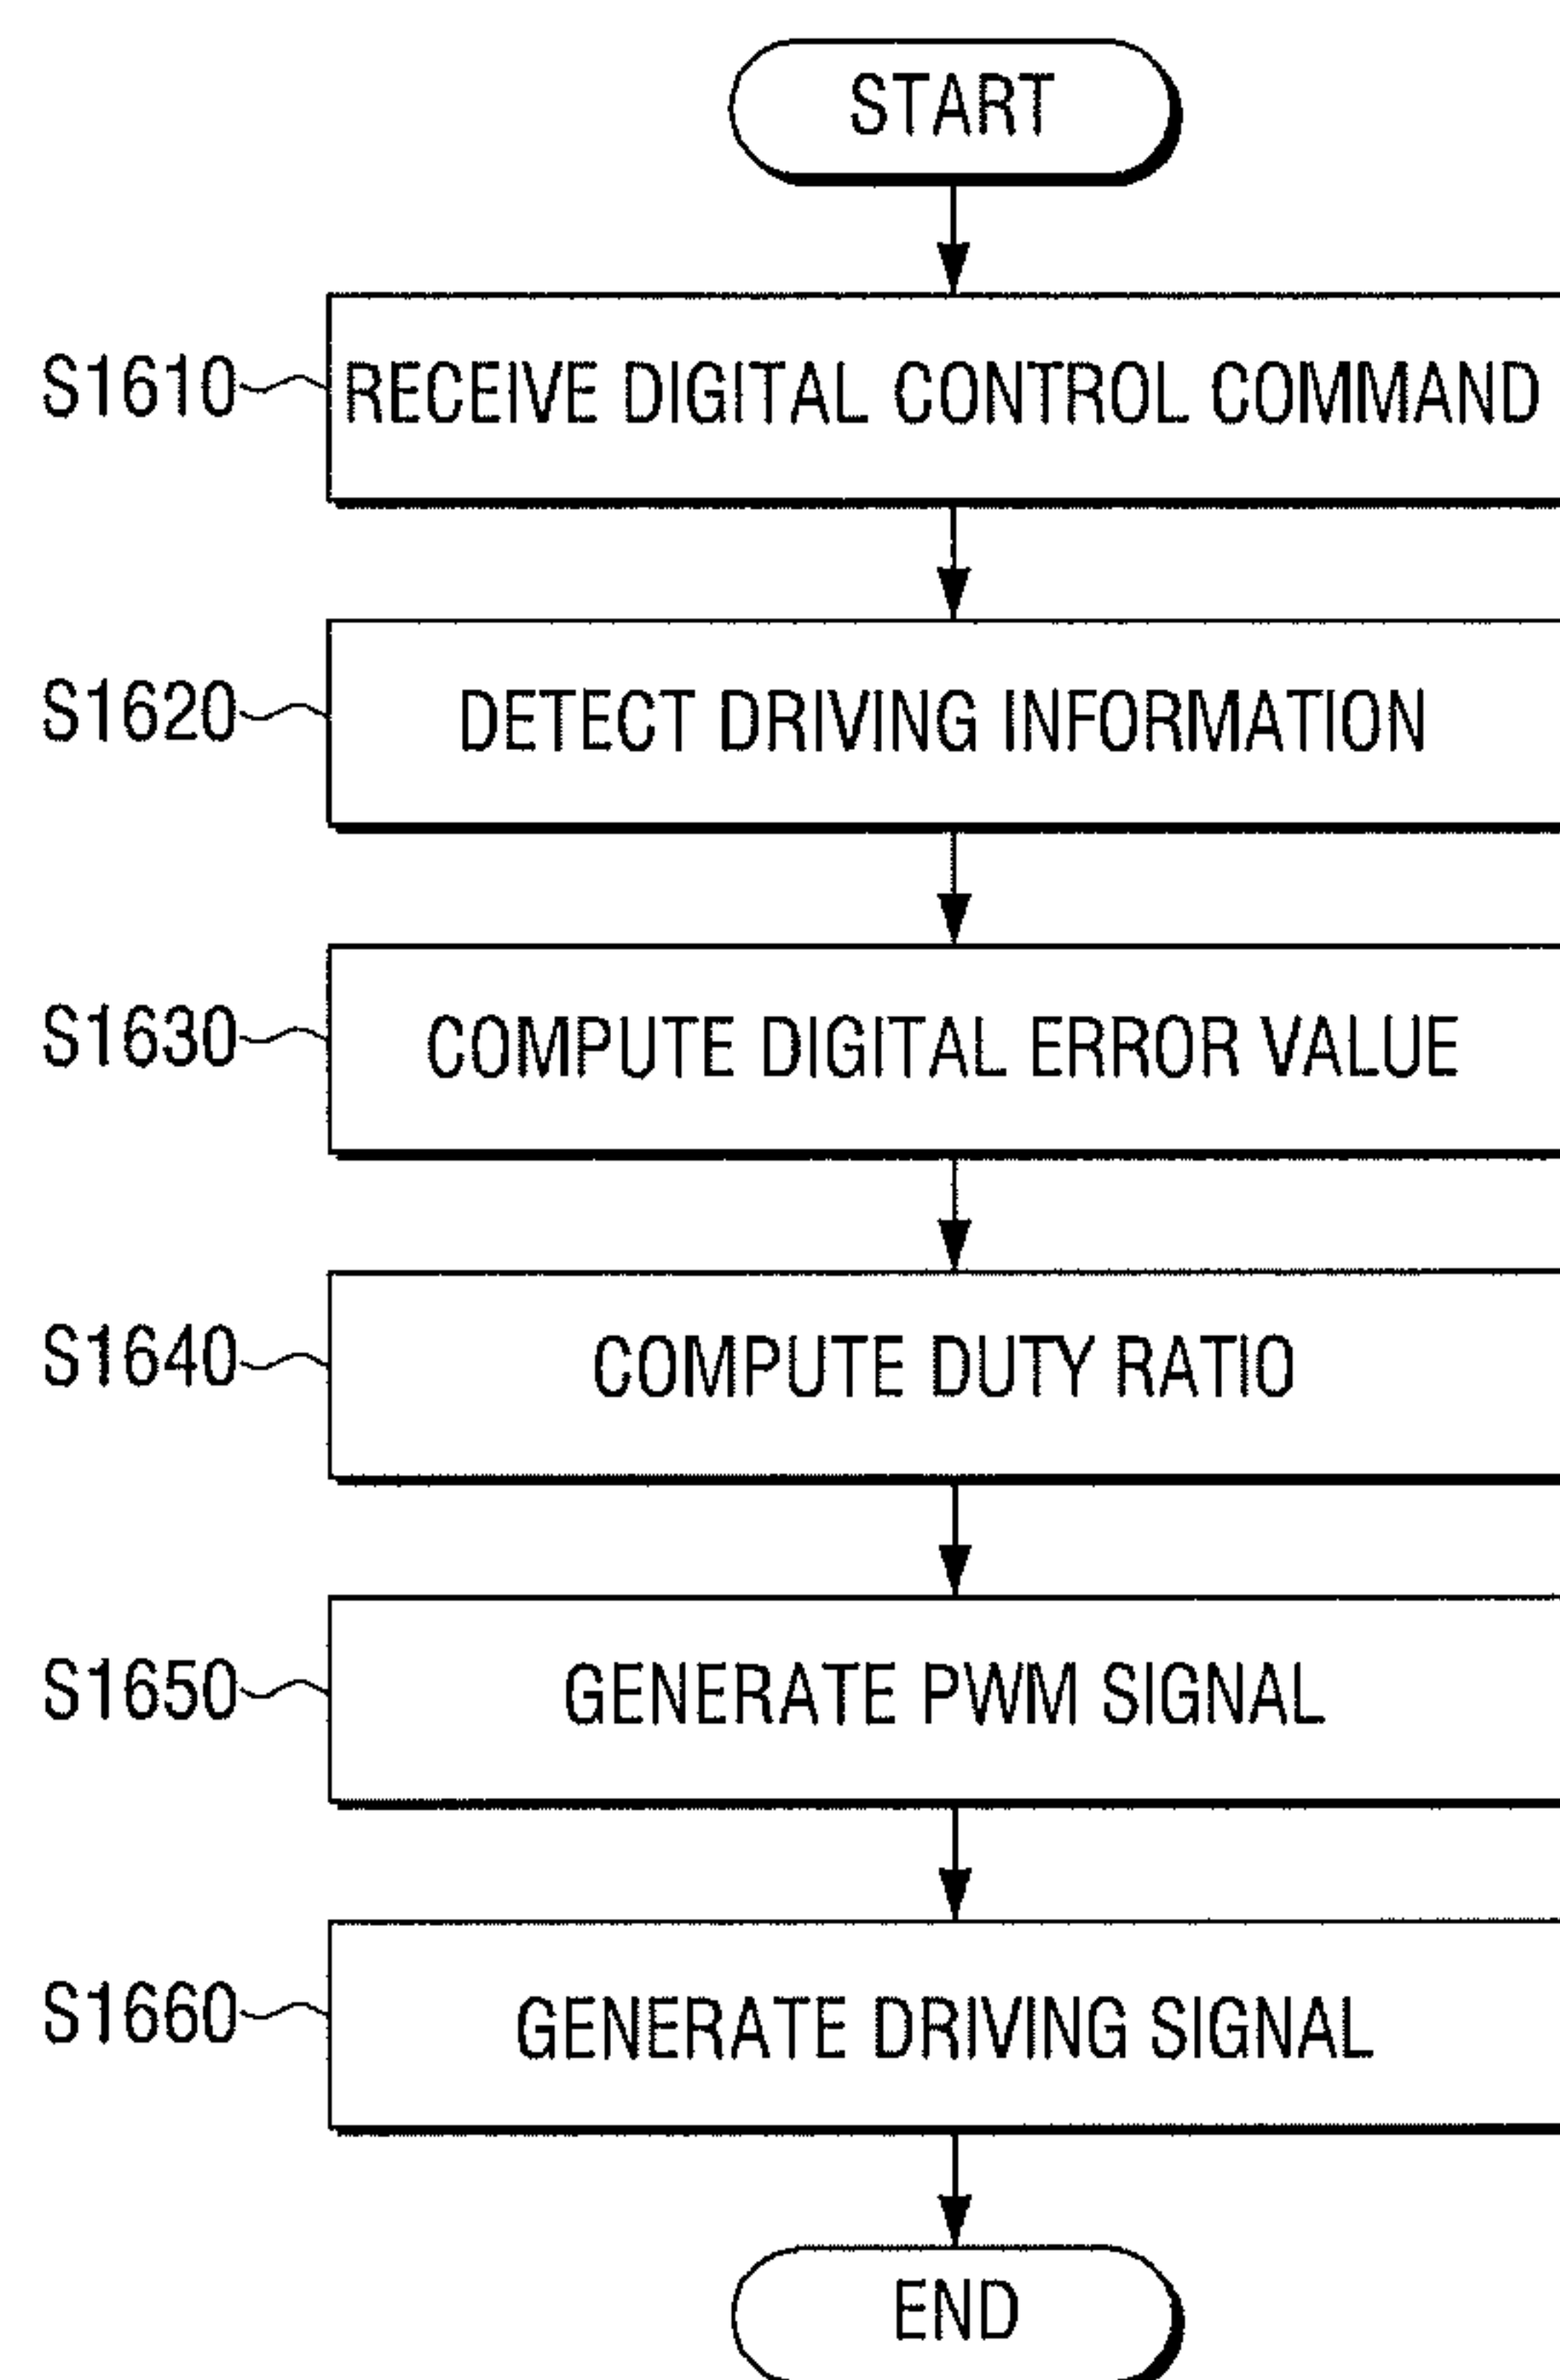 START
S1610 RECEIVE DIGITAL CONTROL COMMAND
S1620 DETECT DRIVING INFORMATION
S1630 COMPUTE DIGITAL ERROR VALUE
S1640 COMPUTE DUTY RATIO
S1650 GENERATE PWM SIGNAL
S1660 GENERATE DRIVING SIGNAL
END